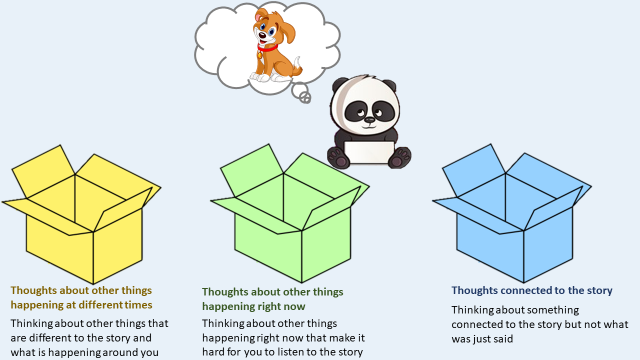 Thoughts about other things
happening at different times
Thinking about other things that
are different to the story and
what is happening around you
Thoughts about other things
happening right now
Thinking about other things
happening right now that make it
hard for you to listen to the story
Thoughts connected to the story
Thinking about something
connected to the story but not what
was just said